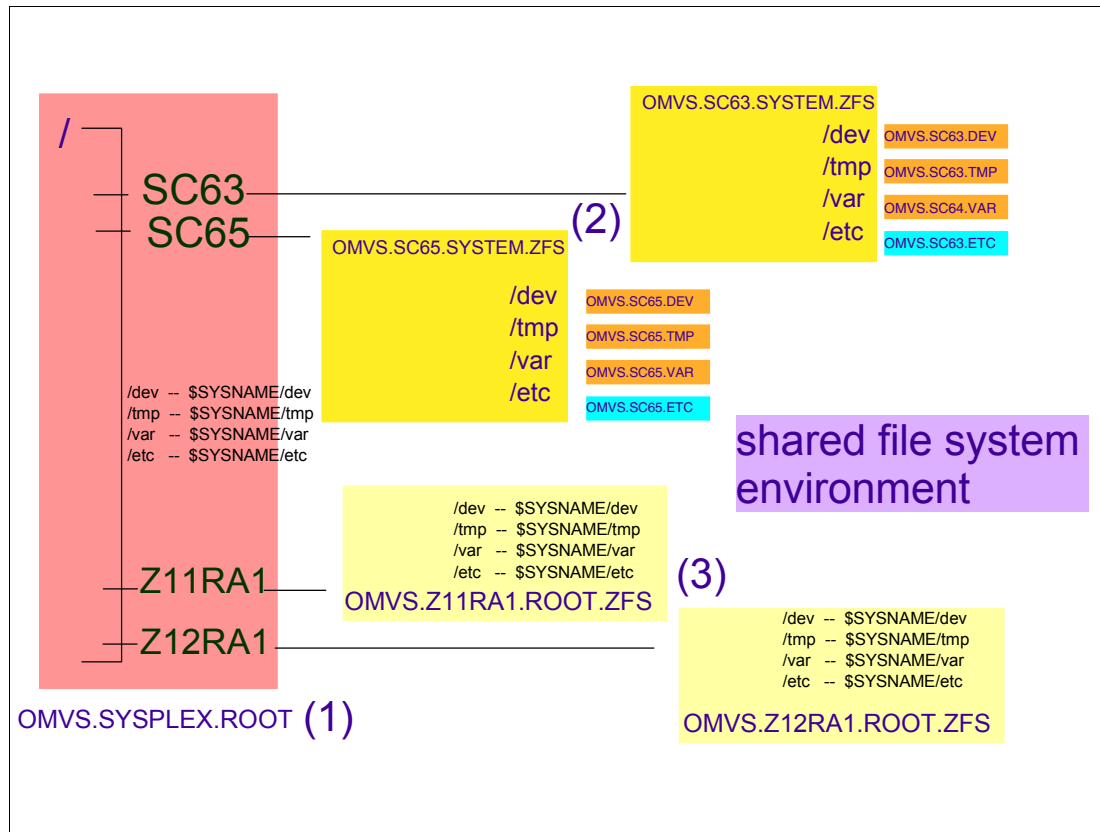 /
SC63
SC65
/dev -- $SYSNAME/dev
/tmp -- $SYSNAME/tmp
/var -- $SYSNAME/var
/etc -- $SYSNAME/etc
Z11RA1
Z12RA1
OMVS.SYSPLEX.ROOT (1)
(2)
OMVS.SC63.SYSTEM.ZFS
/dev OMVS.SC63.DEV
/tmp OMVS.SC63.TMP
/var OMVS.SC64.VAR
/etc OMVS.SC63.ETC
OMVS.SC65.SYSTEM.ZFS
/dev OMVS.SC65.DEV
/tmp OMVS.SC65.TMP
/var OMVS.SC65.VAR
/etc OMVS.SC65.ETC
shared file system
environment
/dev -- $SYSNAME/dev
/tmp -- $SYSNAME/tmp
/var -- $SYSNAME/var
/etc -- $SYSNAME/etc
OMVS.Z11RA1.ROOT.ZFS
(3)
/dev -- $SYSNAME/dev
/tmp -- $SYSNAME/tmp
/var -- $SYSNAME/var
/etc -- $SYSNAME/etc
OMVS.Z12RA1.ROOT.ZFS